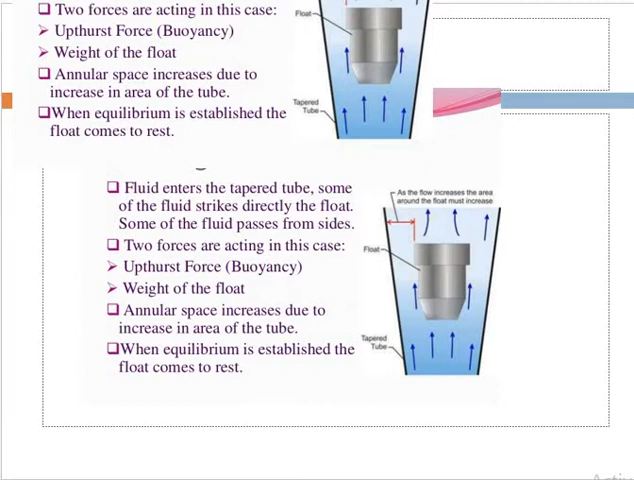 ❑ Two forces are acting in this case:
➢ Upthurst Force (Buoyancy)
➢ Weight of the float
❑ Annular space increases due to
increase in area of the tube.
❑When equilibrium is established the
float comes to rest.
Float
Tapered
Tube
❑ Fluid enters the tapered tube, some
of the fluid strikes directly the float.
Some of the fluid passes from sides.
❑ Two forces are acting in this case:
➢ Upthurst Force (Buoyancy)
➢ Weight of the float
❑ Annular space increases due to
increase in area of the tube.
❑When equilibrium is established the
float comes to rest.
As the flow increases the area
around the float must increase
Float
Tapered
Tube